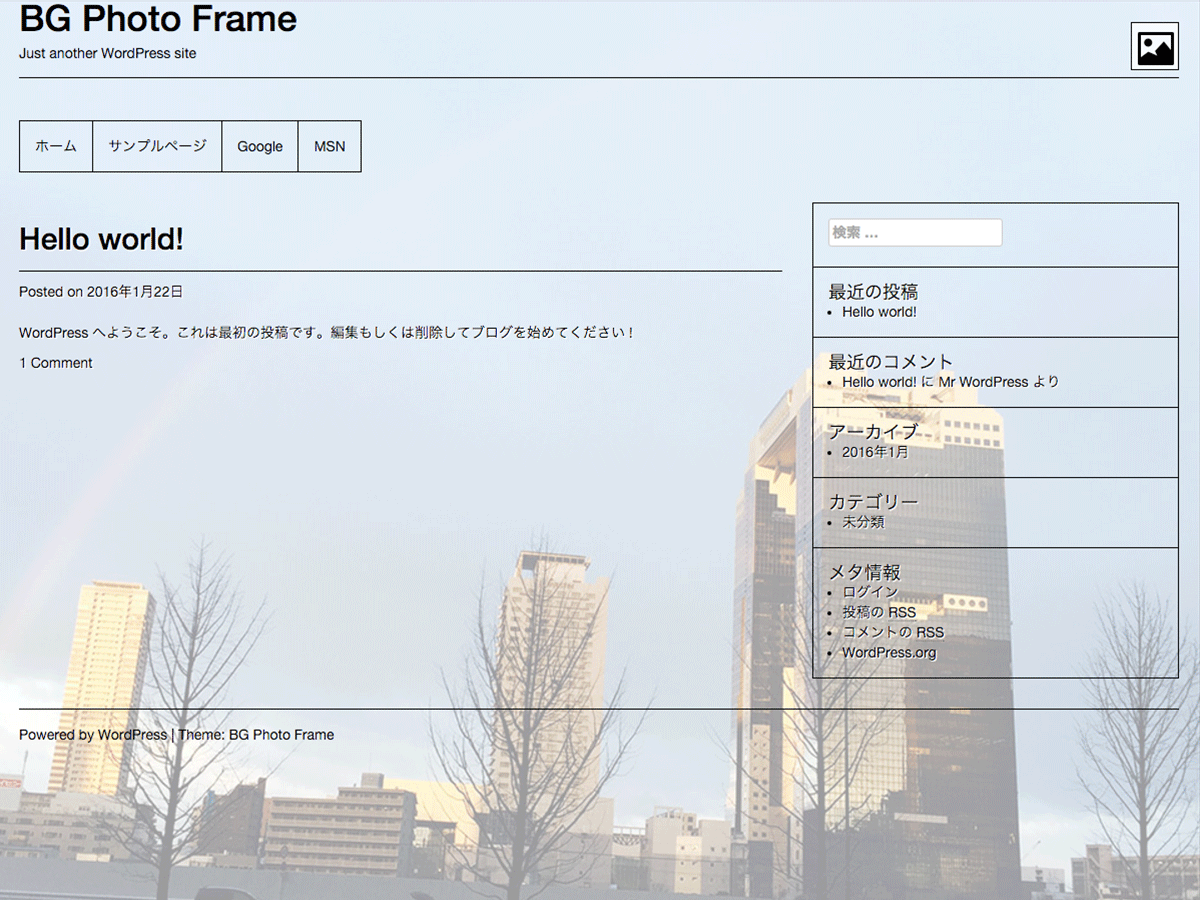 BG Photo Frame
Just another WordPress site
ホーム
サンプルページ
Google
MSN
Hello world!
Posted on 2016年1月22日
WordPress へようこそ。これは最初の投稿です。編集もしくは削除してブログを始めてください !
1 Comment
検索 ...
最近の投稿
Hello world!
最近のコメント
Hello world! に Mr WordPress より
アーカイブ
2016年1月
カテゴリー
未分類
メタ情報
ログイン
投稿の RSS
コメントの RSS
WordPress.org
Powered by WordPress | Theme: BG Photo Frame